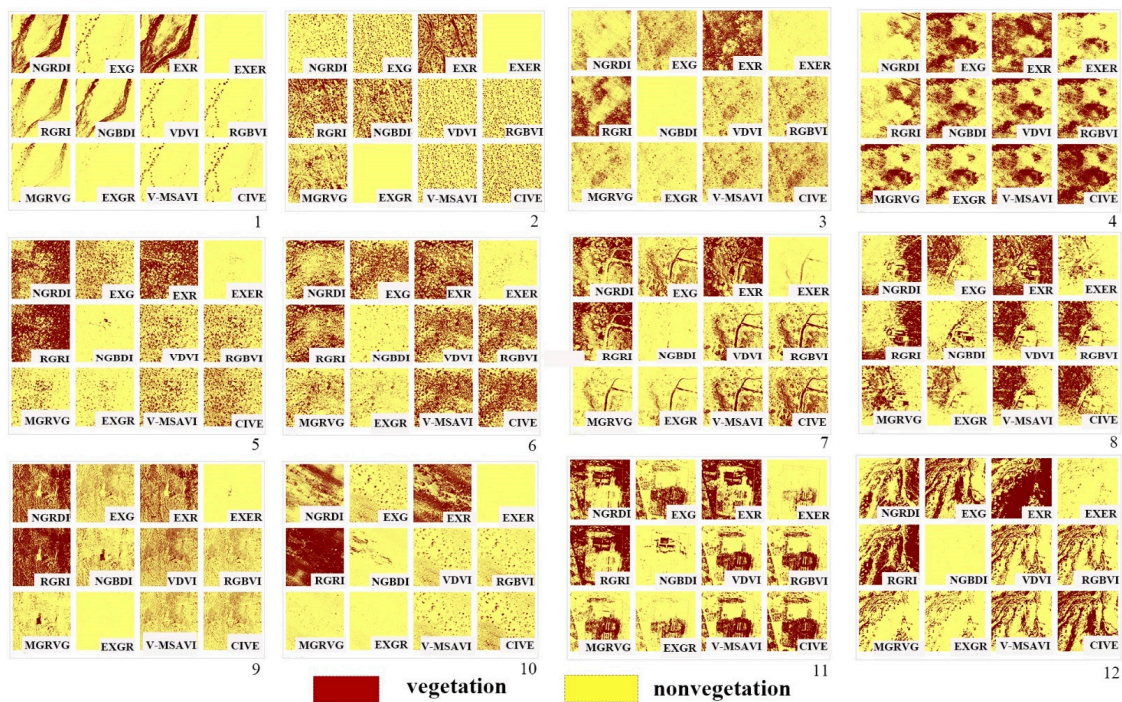 NGRDI EXG EXR EXER
RGRI NGBDI VDVI RGBVI
MGRVG EXGR V-MSAVI CIVE
1
NGRDI EXG EXR EXER
RGRI NGBDI VDVI RGBVI
MGRVG EXGR V-MSAVI CIVE
2
NGRDI EXG EXR EXER
RGRI NGBDI VDVI RGBVI
MGRVG EXGR V-MSAVI CIVE
3
NGRDI EXG EXR EXER
RGRI NGBDI VDVI RGBVI
MGRVG EXGR V-MSAVI CIVE
4
NGRDI EXG EXR EXER
RGRI NGBDI VDVI RGBVI
MGRVG EXGR V-MSAVI CIVE
5
NGRDI EXG EXR EXER
RGRI NGBDI VDVI RGBVI
MGRVG EXGR V-MSAVI CIVE
6
NGRDI EXG EXR EXER
RGRI NGBDI VDVI RGBVI
MGRVG EXGR V-MSAVI CIVE
7
NGRDI EXG EXR EXER
RGRI NGBDI VDVI RGBVI
MGRVG EXGR V-MSAVI CIVE
8
NGRDI EXG EXR EXER
RGRI NGBDI VDVI RGBVI
MGRVG EXGR V-MSAVI CIVE
9
NGRDI EXG EXR EXER
RGRI NGBDI VDVI RGBVI
MGRVG EXGR V-MSAVI CIVE
10
NGRDI EXG EXR EXER
RGRI NGBDI VDVI RGBVI
MGRVG EXGR V-MSAVI CIVE
11
NGRDI EXG EXR EXER
RGRI NGBDI VDVI RGBVI
MGRVG EXGR V-MSAVI CIVE
12
vegetation nonvegetation